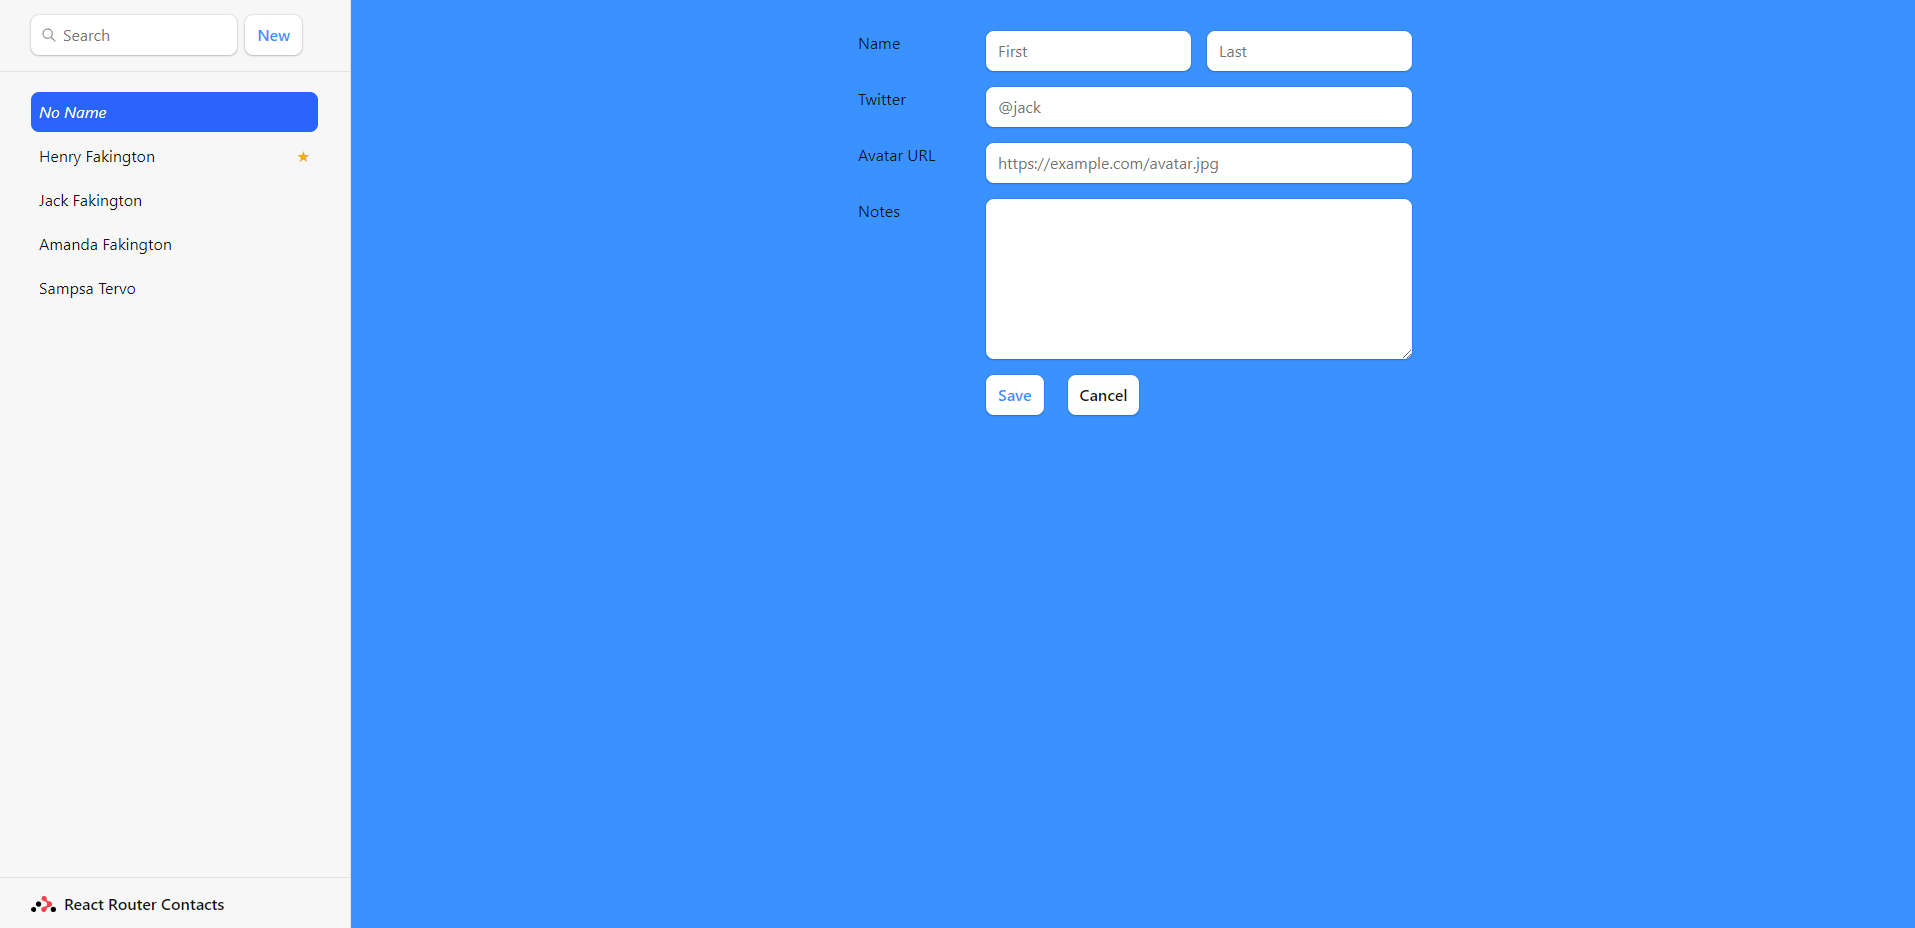 Search
New
No Name
Henry Fakington ★
Jack Fakington
Amanda Fakington
Sampsa Tervo
React Router Contacts
Name
First
Last
Twitter
@jack
Avatar URL
https://example.com/avatar.jpg
Notes
Save
Cancel